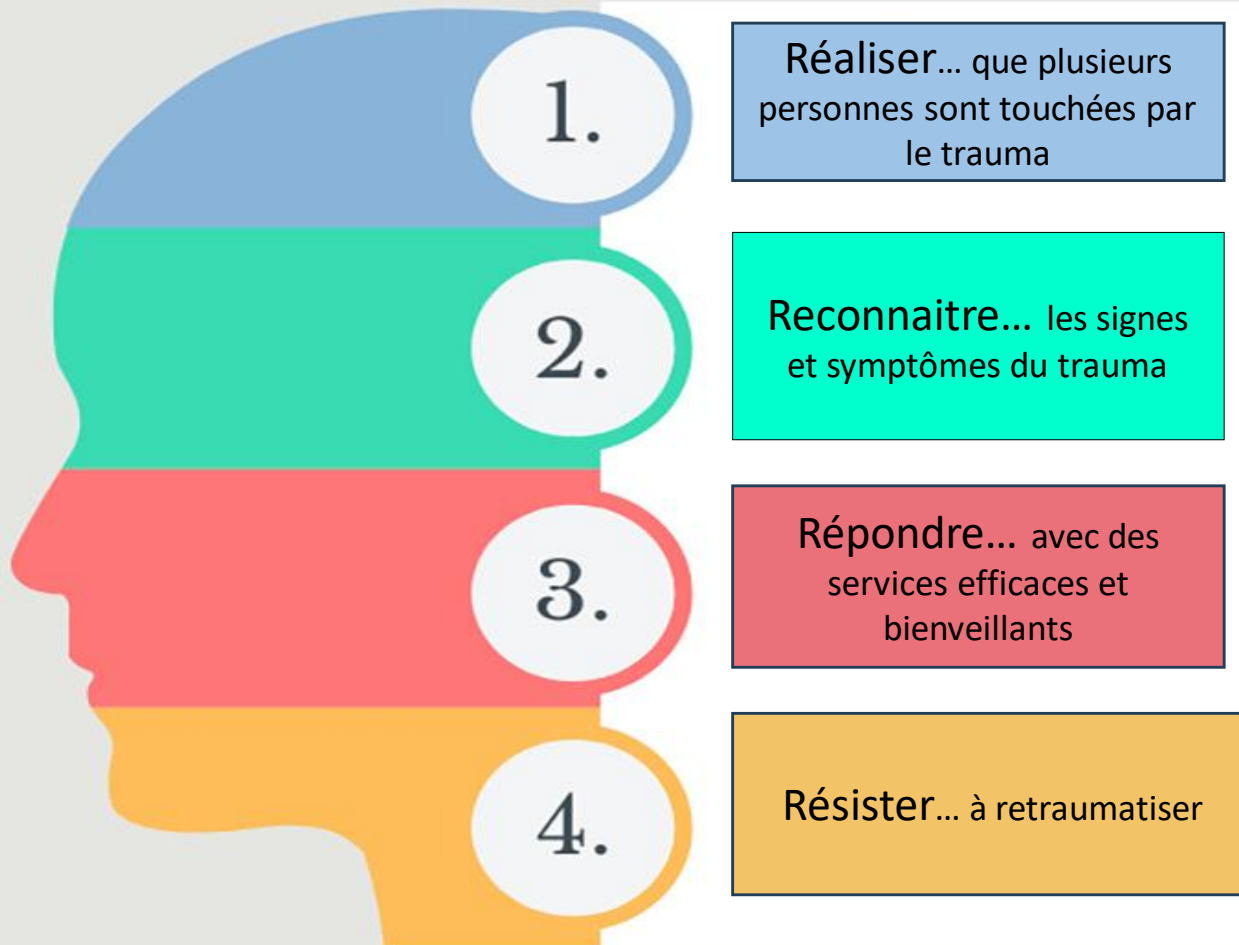 1.
Réaliser... que plusieurs
personnes sont touchées par
le trauma
2.
Reconnaitre... les signes
et symptômes du trauma
3.
Répondre... avec des
services efficaces et
bienveillants
4.
Résister... à retraumatiser